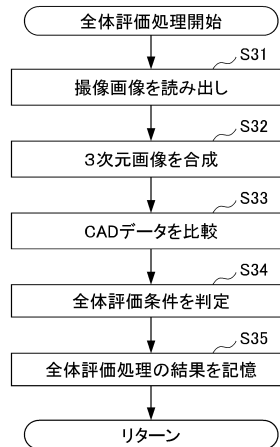 全体評価処理開始
S31
撮像画像を読み出し
S32
３次元画像を合成
S33
CADデータを比較
S34
全体評価条件を判定
S35
全体評価処理の結果を記憶
リターン